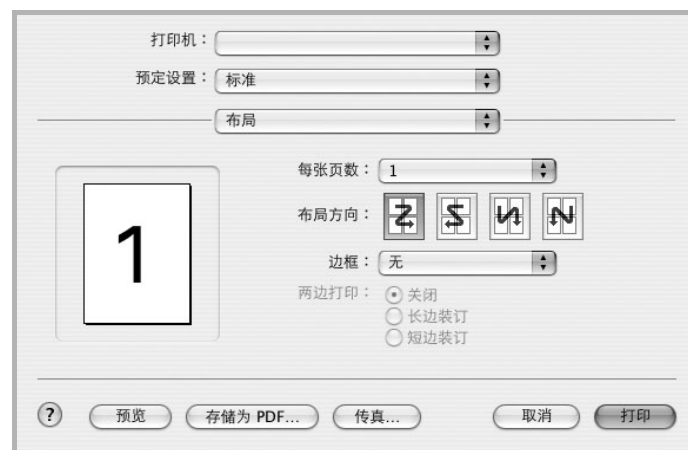 打印机：
预定设置： 标准
布局
每张页数： 1
布局方向：
1
边框： 无
两边打印： 关闭
长边装订
短边装订
? 预览 存储为 PDF... 传真... 取消 打印